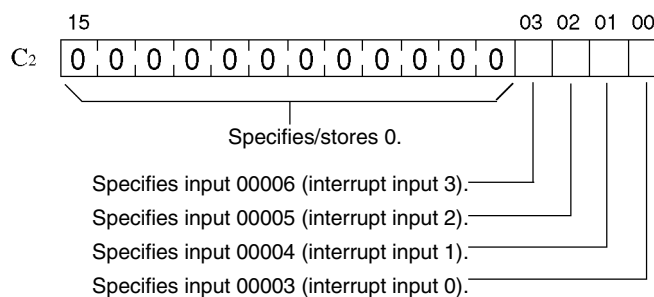 15 03 02 01 00
C2 0 0 0 0 0 0 0 0 0 0 0 0
Specifies/stores 0.
Specifies input 00006 (interrupt input 3).
Specifies input 00005 (interrupt input 2).
Specifies input 00004 (interrupt input 1).
Specifies input 00003 (interrupt input 0).